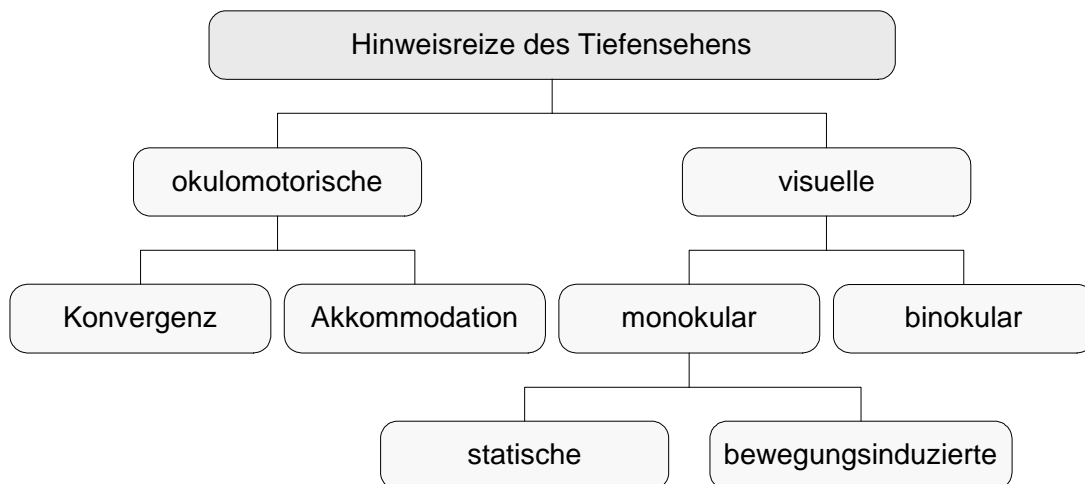 Hinweisreize des Tiefensehens
okulomotorische
visuelle
Konvergenz
Akkommodation
monokular
binokular
statische
bewegungsinduzierte